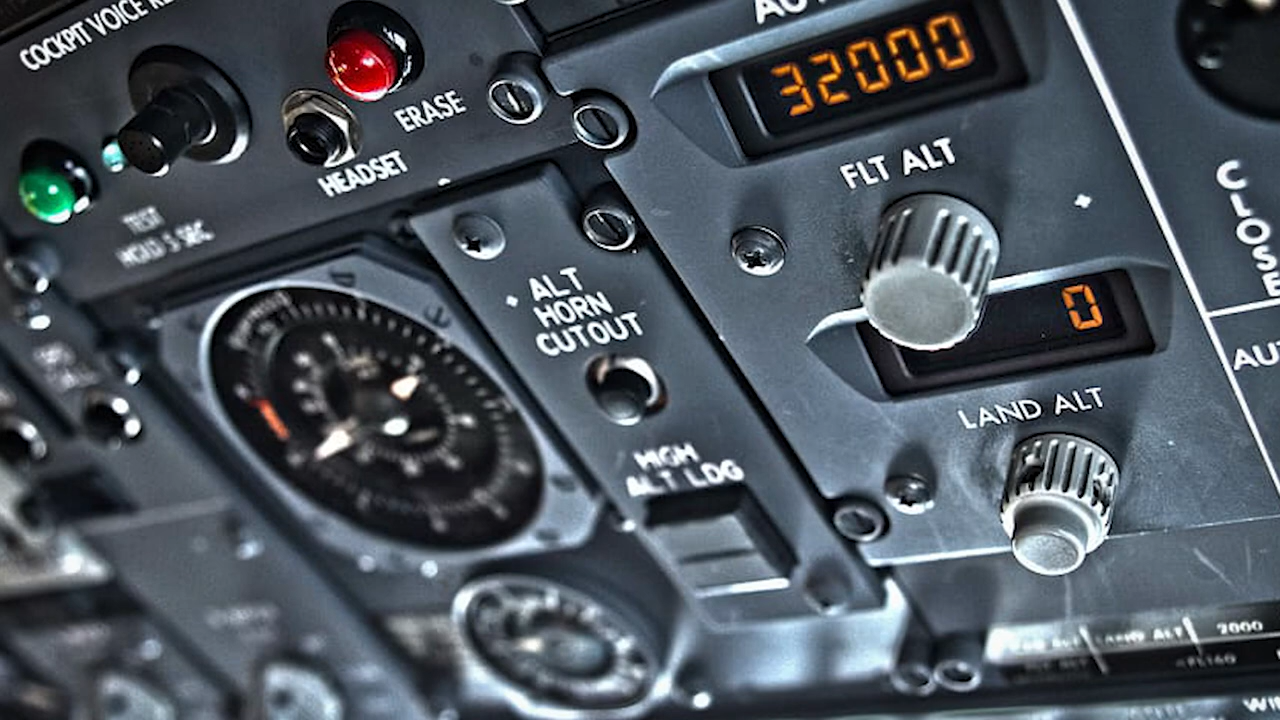 COCKPIT VOICE RE
ERASE
HEADSET
TEST
HOLD 5 SEC
AUT
32000
FLT ALT
0
LAND ALT
ALT
HORN
CUTOUT
HIGH
ALT LDG
CLOSE
AU
LAND ALT
2000